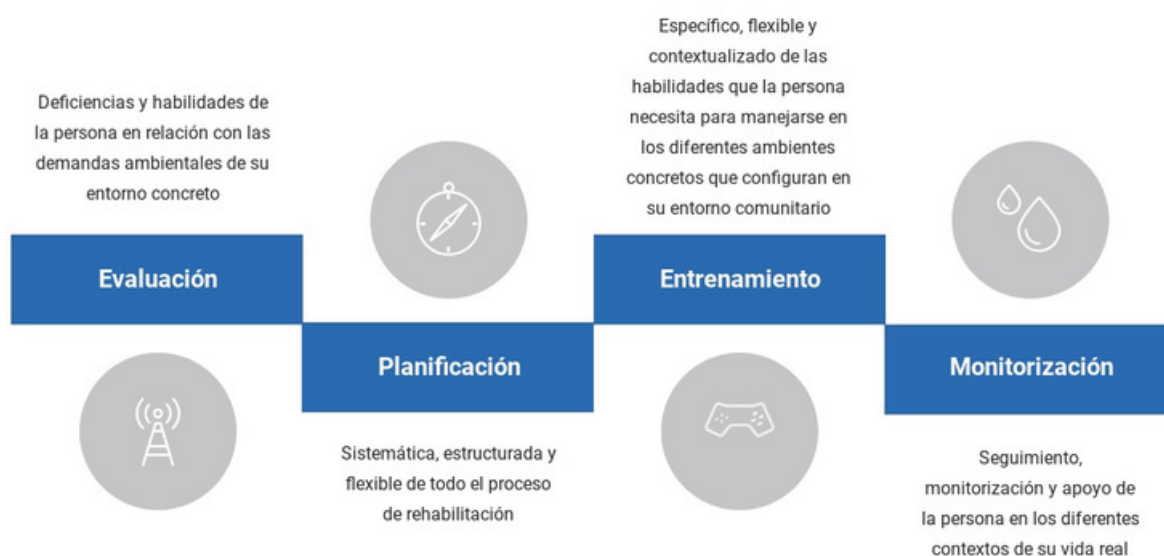 Deficiencias y habilidades de
la persona en relación con las
demandas ambientales de su
entorno concreto
Evaluación
Planificación
Sistemática, estructurada y
flexible de todo el proceso
de rehabilitación
Específico, flexible y
contextualizado de las
habilidades que la persona
necesita para manejarse en
los diferentes ambientes
concretos que configuran en
su entorno comunitario
Entrenamiento
Monitorización
Seguimiento,
monitorización y apoyo de
la persona en los diferentes
contextos de su vida real